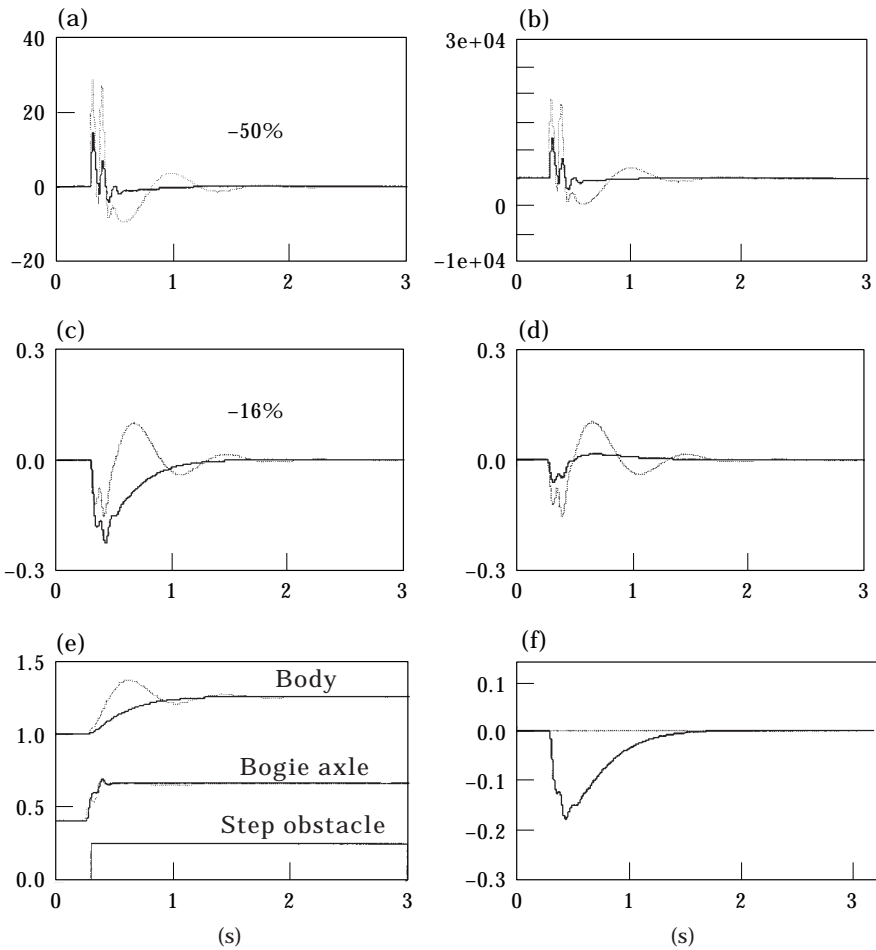 (a)
40
20
0
−20
−50%
0 1 2 3
(b)
3e+04
0
−1e+04
0 1 2 3
(c)
0.3
0.0
−0.3
−16%
0 1 2 3
(d)
0.3
0.0
−0.3
0 1 2 3
(e)
1.5
1.0
0.5
0.0
Body
Bogie axle
Step obstacle
0 1 2 3
(s)
(f)
0.1
0.0
−0.1
−0.2
−0.3
0 1 2 3
(s)